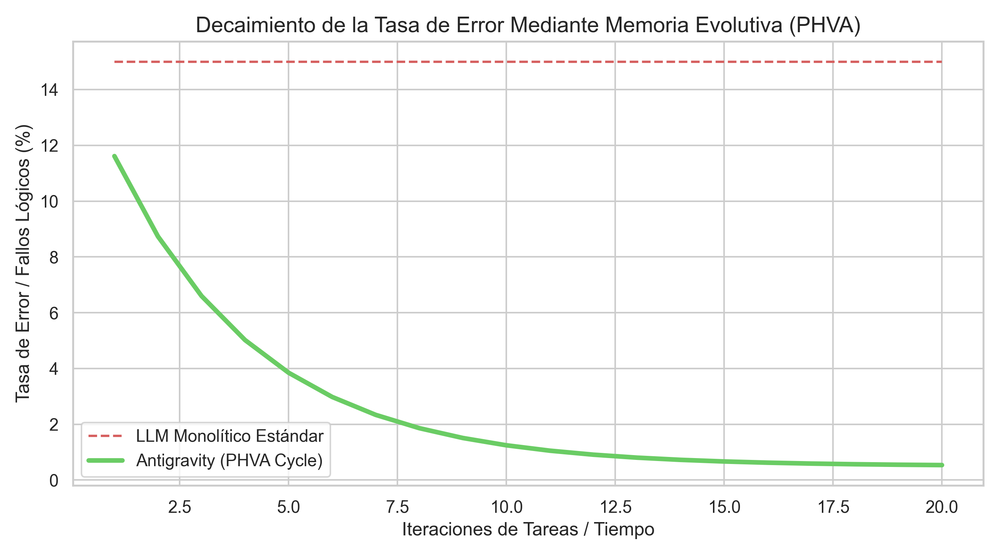 Decaimiento de la Tasa de Error Mediante Memoria Evolutiva (PHVA)
Tasa de Error / Fallos Lógicos (%)
14
12
10
8
6
4
2
0
LLM Monolítico Estándar
Antigravity (PHVA Cycle)
2.5 5.0 7.5 10.0 12.5 15.0 17.5 20.0
Iteraciones de Tareas / Tiempo